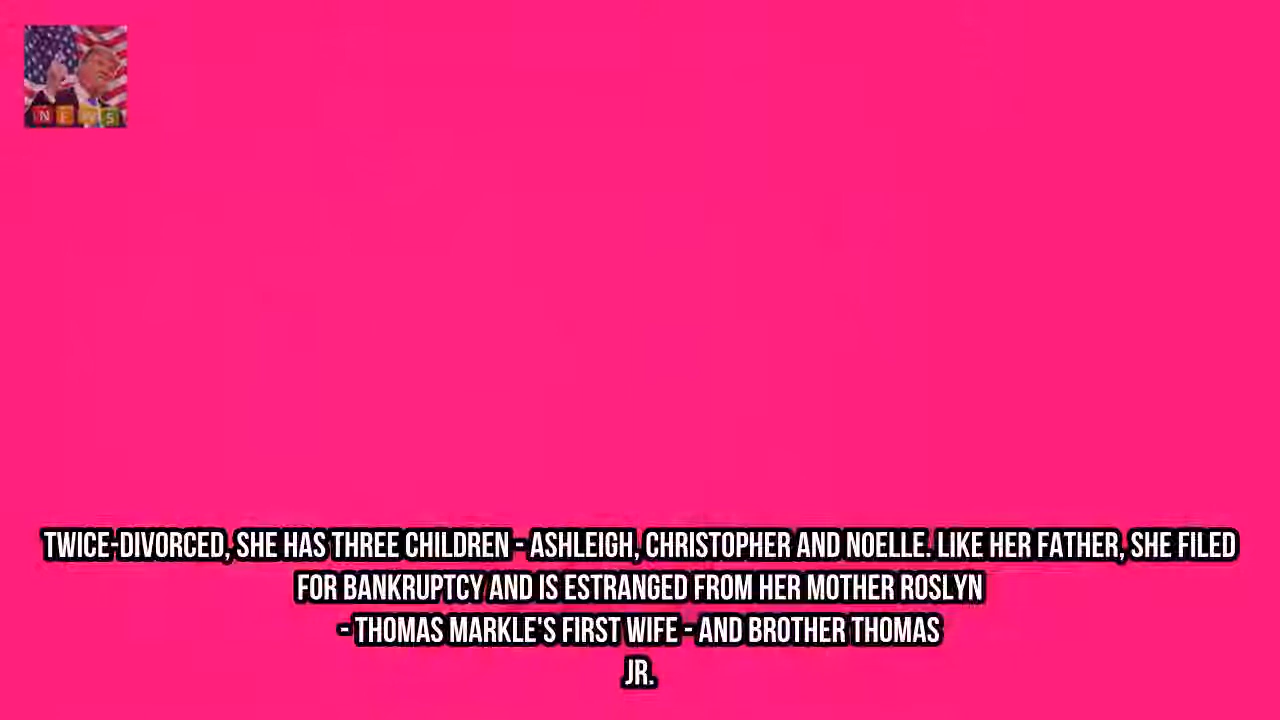 NEWS
TWICE-DIVORCED, SHE HAS THREE CHILDREN - ASHLEIGH, CHRISTOPHER AND NOELLE. LIKE HER FATHER, SHE FILED
FOR BANKRUPTCY AND IS ESTRANGED FROM HER MOTHER ROSLYN
- THOMAS MARKLE'S FIRST WIFE - AND BROTHER THOMAS
JR.